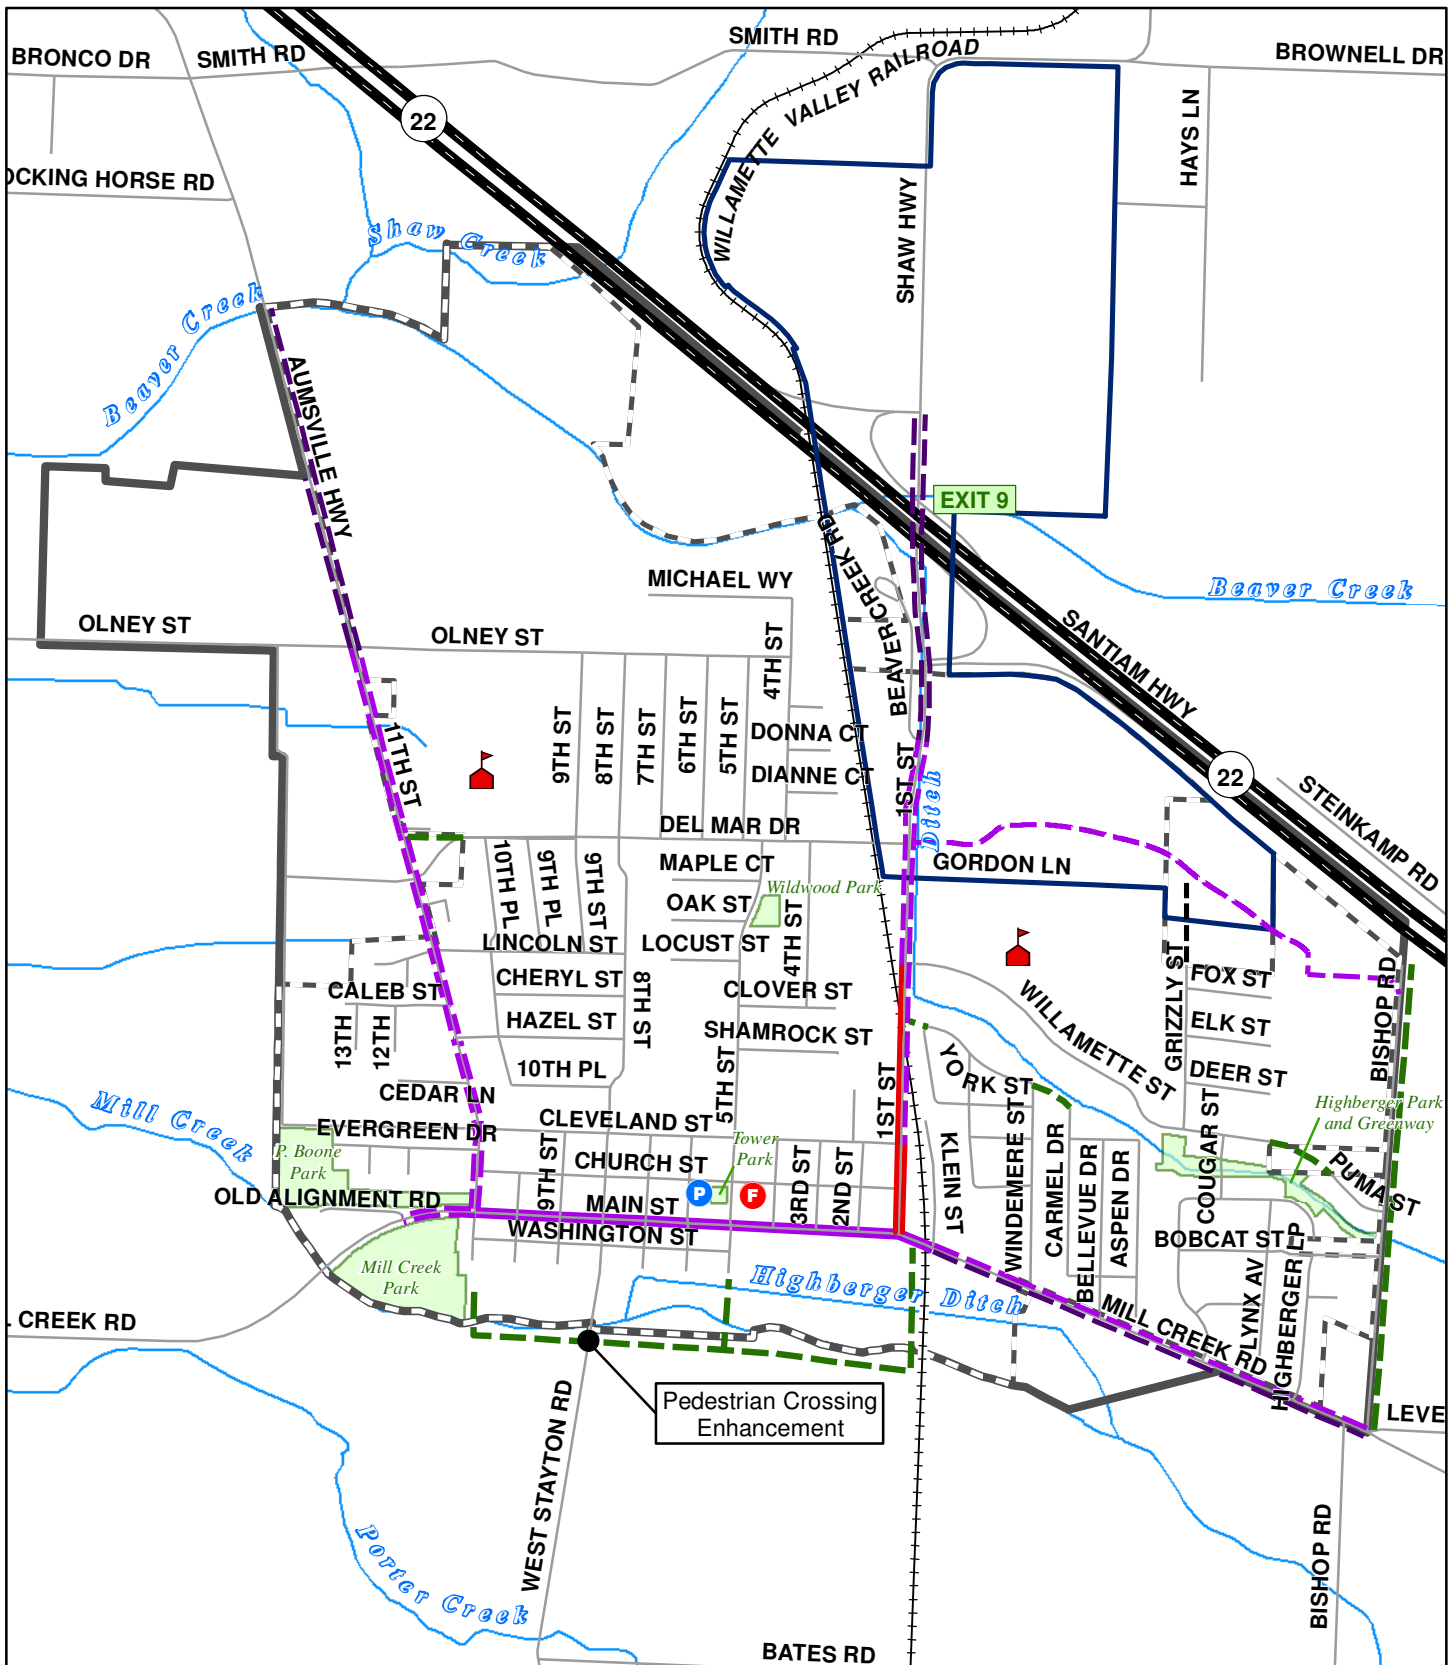 BRONCO DR
SMITH RD
SMITH RD
WILLAMETTE VALLEY RAILROAD
BROWNELL DR
22
HAYS LN
OCKING HORSE RD
SHAW HWY
Shaw Creek
Beaver Creek
AUMSVILLE HWY
EXIT 9
BEAVER CREEK RD
MICHAEL WY
Beaver Creek
OLNEY ST
OLNEY ST
4TH ST
SANTIAM HWY
9TH ST
8TH ST
7TH ST
6TH ST
5TH ST
DONNA CT
DIANNE CT
11TH ST
1ST ST
Ditch
22
STEINKAMP RD
DEL MAR DR
MAPLE CT
GORDON LN
10TH PL
9TH PL
9TH ST
Wildwood Park
OAK ST
4TH ST
LINCOLN ST
LOCUST ST
CHERYL ST
8TH ST
CLOVER ST
CALEB ST
WILLAMETTE ST
GRIZZLY ST
FOX ST
BISHOP RD
HAZEL ST
SHAMROCK ST
ELK ST
13TH
12TH
10TH PL
5TH ST
YORK ST
DEER ST
CEDAR LN
1ST ST
Mill Creek
CLEVELAND ST
EVERGREEN DR
Highberger Park
and Greenway
P. Boone
Park
9TH ST
CHURCH ST
Tower
Park
3RD ST
2ND ST
KLEIN ST
WINDEMERE ST
CARMEL DR
BELLEVUE DR
ASPEN DR
COUGAR ST
PUMA ST
OLD ALIGNMENT RD
MAIN ST
P
F
WASHINGTON ST
BOBCAT ST
Mill Creek
Park
Highberger Ditch
LYNX AV
HIGHBERGER LP
L CREEK RD
MILL CREEK RD
Pedestrian Crossing
Enhancement
LEVE
WEST STAYTON RD
BISHOP RD
Porter Creek
BATES RD